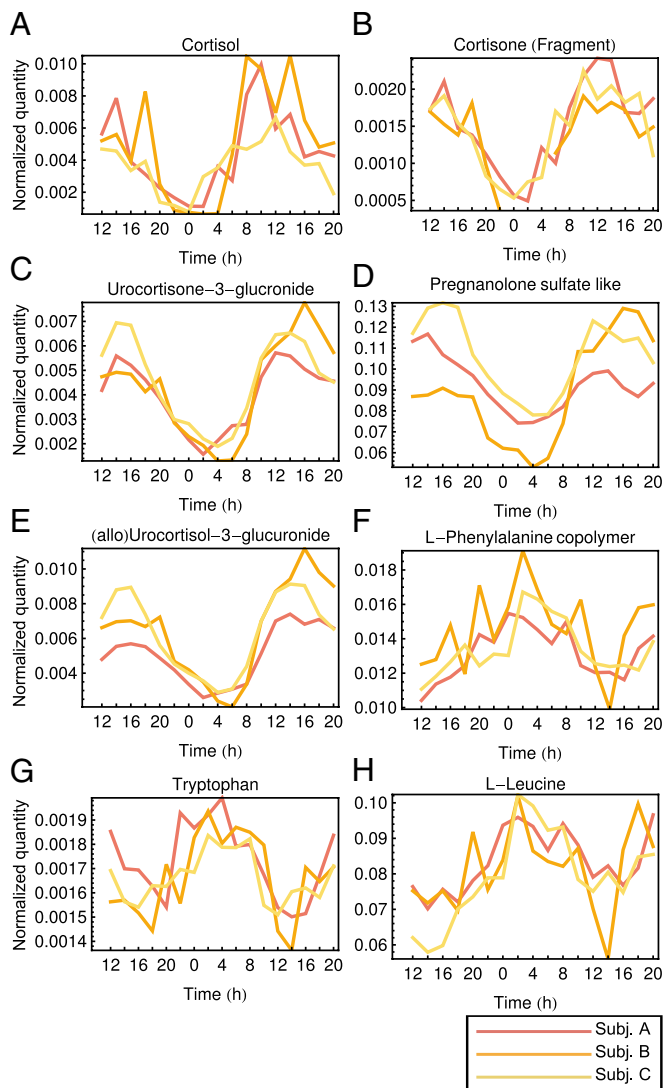 A
Cortisol
Normalized quantity
0.010
0.008
0.006
0.004
0.002
12 16 20 0 4 8 12 16 20
Time (h)
B
Cortisone (Fragment)
0.0020
0.0015
0.0010
0.0005
12 16 20 0 4 8 12 16 20
Time (h)
C
Urocortisone-3-glucronide
Normalized quantity
0.007
0.006
0.005
0.004
0.003
0.002
12 16 20 0 4 8 12 16 20
Time (h)
D
Pregnanolone sulfate like
0.13
0.12
0.11
0.10
0.09
0.08
0.07
0.06
12 16 20 0 4 8 12 16 20
Time (h)
E
(allo)Urocortisol-3-glucuronide
Normalized quantity
0.010
0.008
0.006
0.004
12 16 20 0 4 8 12 16 20
Time (h)
F
L-Phenylalanine copolymer
0.018
0.016
0.014
0.012
0.010
12 16 20 0 4 8 12 16 20
Time (h)
G
Tryptophan
Normalized quantity
0.0019
0.0018
0.0017
0.0016
0.0015
0.0014
12 16 20 0 4 8 12 16 20
Time (h)
H
L-Leucine
0.10
0.09
0.08
0.07
0.06
12 16 20 0 4 8 12 16 20
Time (h)
Subj. A
Subj. B
Subj. C